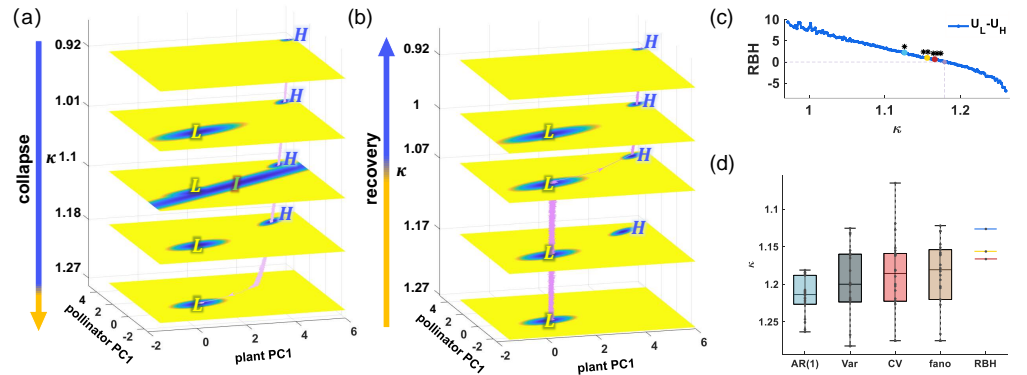 (a)
κ
collapse
0.92
1.01
1.1
1.18
1.27
H
L H
L I H
L H
L
4
2
0
-2
pollinator PC1
-2 0 2 4 6
plant PC1
(b)
κ
recovery
0.92
1
1.07
1.17
1.27
H
L H
L H
L H
L
4
2
0
-2
pollinator PC1
-2 0 2 4 6
plant PC1
(c)
RBH
10
5
0
-5
U_L-U_H
* ** ***
1 1.1 1.2
κ
(d)
κ
1.1
1.15
1.2
1.25
AR(1) Var CV fano RBH